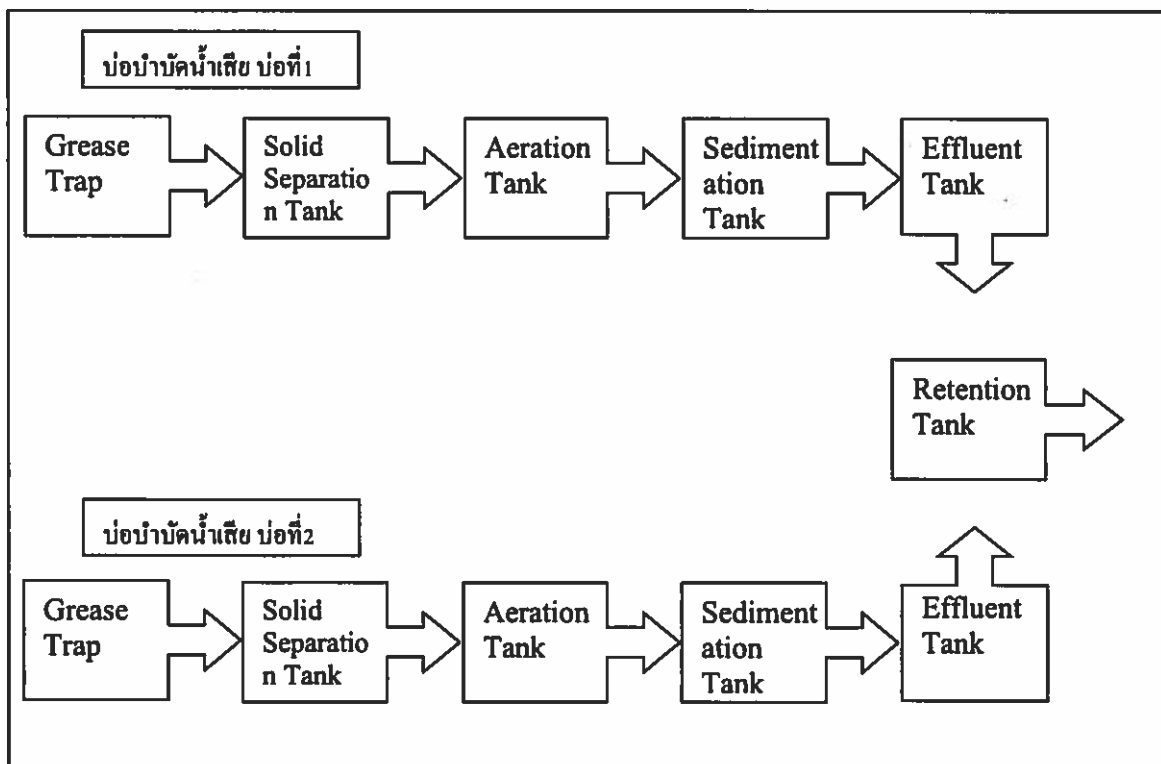 บ่อบำบัดน้ำเสีย บ่อที่1
Grease
Trap
Solid
Separatio
n Tank
Aeration
Tank
Sediment
ation
Tank
Effluent
Tank
Retention
Tank
บ่อบำบัดน้ำเสีย บ่อที่2
Grease
Trap
Solid
Separatio
n Tank
Aeration
Tank
Sediment
ation
Tank
Effluent
Tank